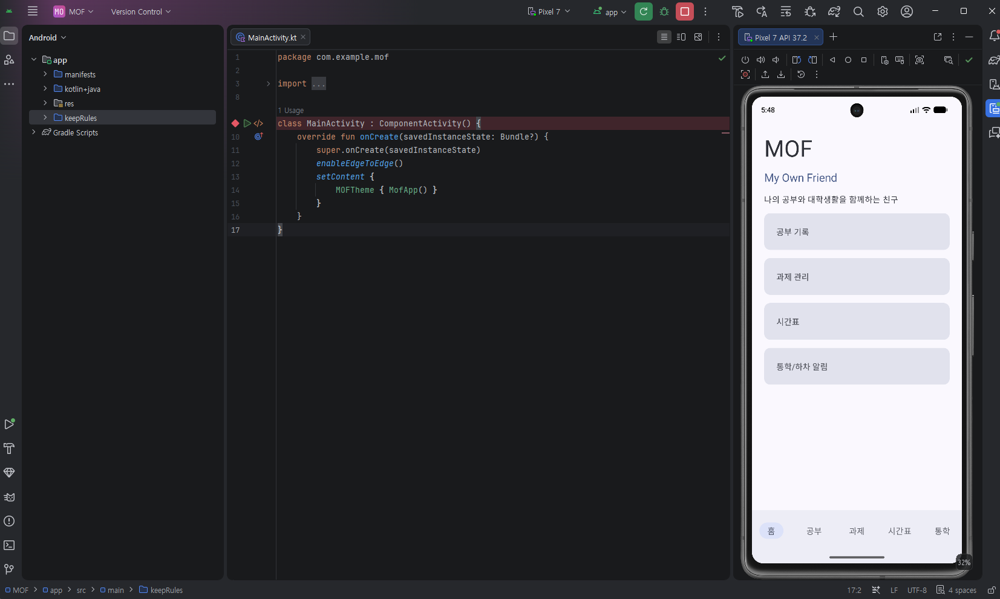 MO MOF Version Control Pixel 7 app
Android
app
manifests
kotlin+java
res
keepRules
Gradle Scripts
MainActivity.kt
1 package com.example.mof
2
3 import ...
8
1 Usage
class MainActivity : ComponentActivity() {
10 override fun onCreate(savedInstanceState: Bundle?) {
11 super.onCreate(savedInstanceState)
12 enableEdgeToEdge()
13 setContent {
14 MOFTheme { MofApp() }
15 }
16 }
17 }
Pixel 7 API 37.2
5:48
MOF
My Own Friend
나의 공부와 대학생활을 함께하는 친구
공부 기록
과제 관리
시간표
통학/하차 알림
홈 공부 과제 시간표 통학
32%
MOF > app > src > main > keepRules
17:2 LF UTF-8 4 spaces